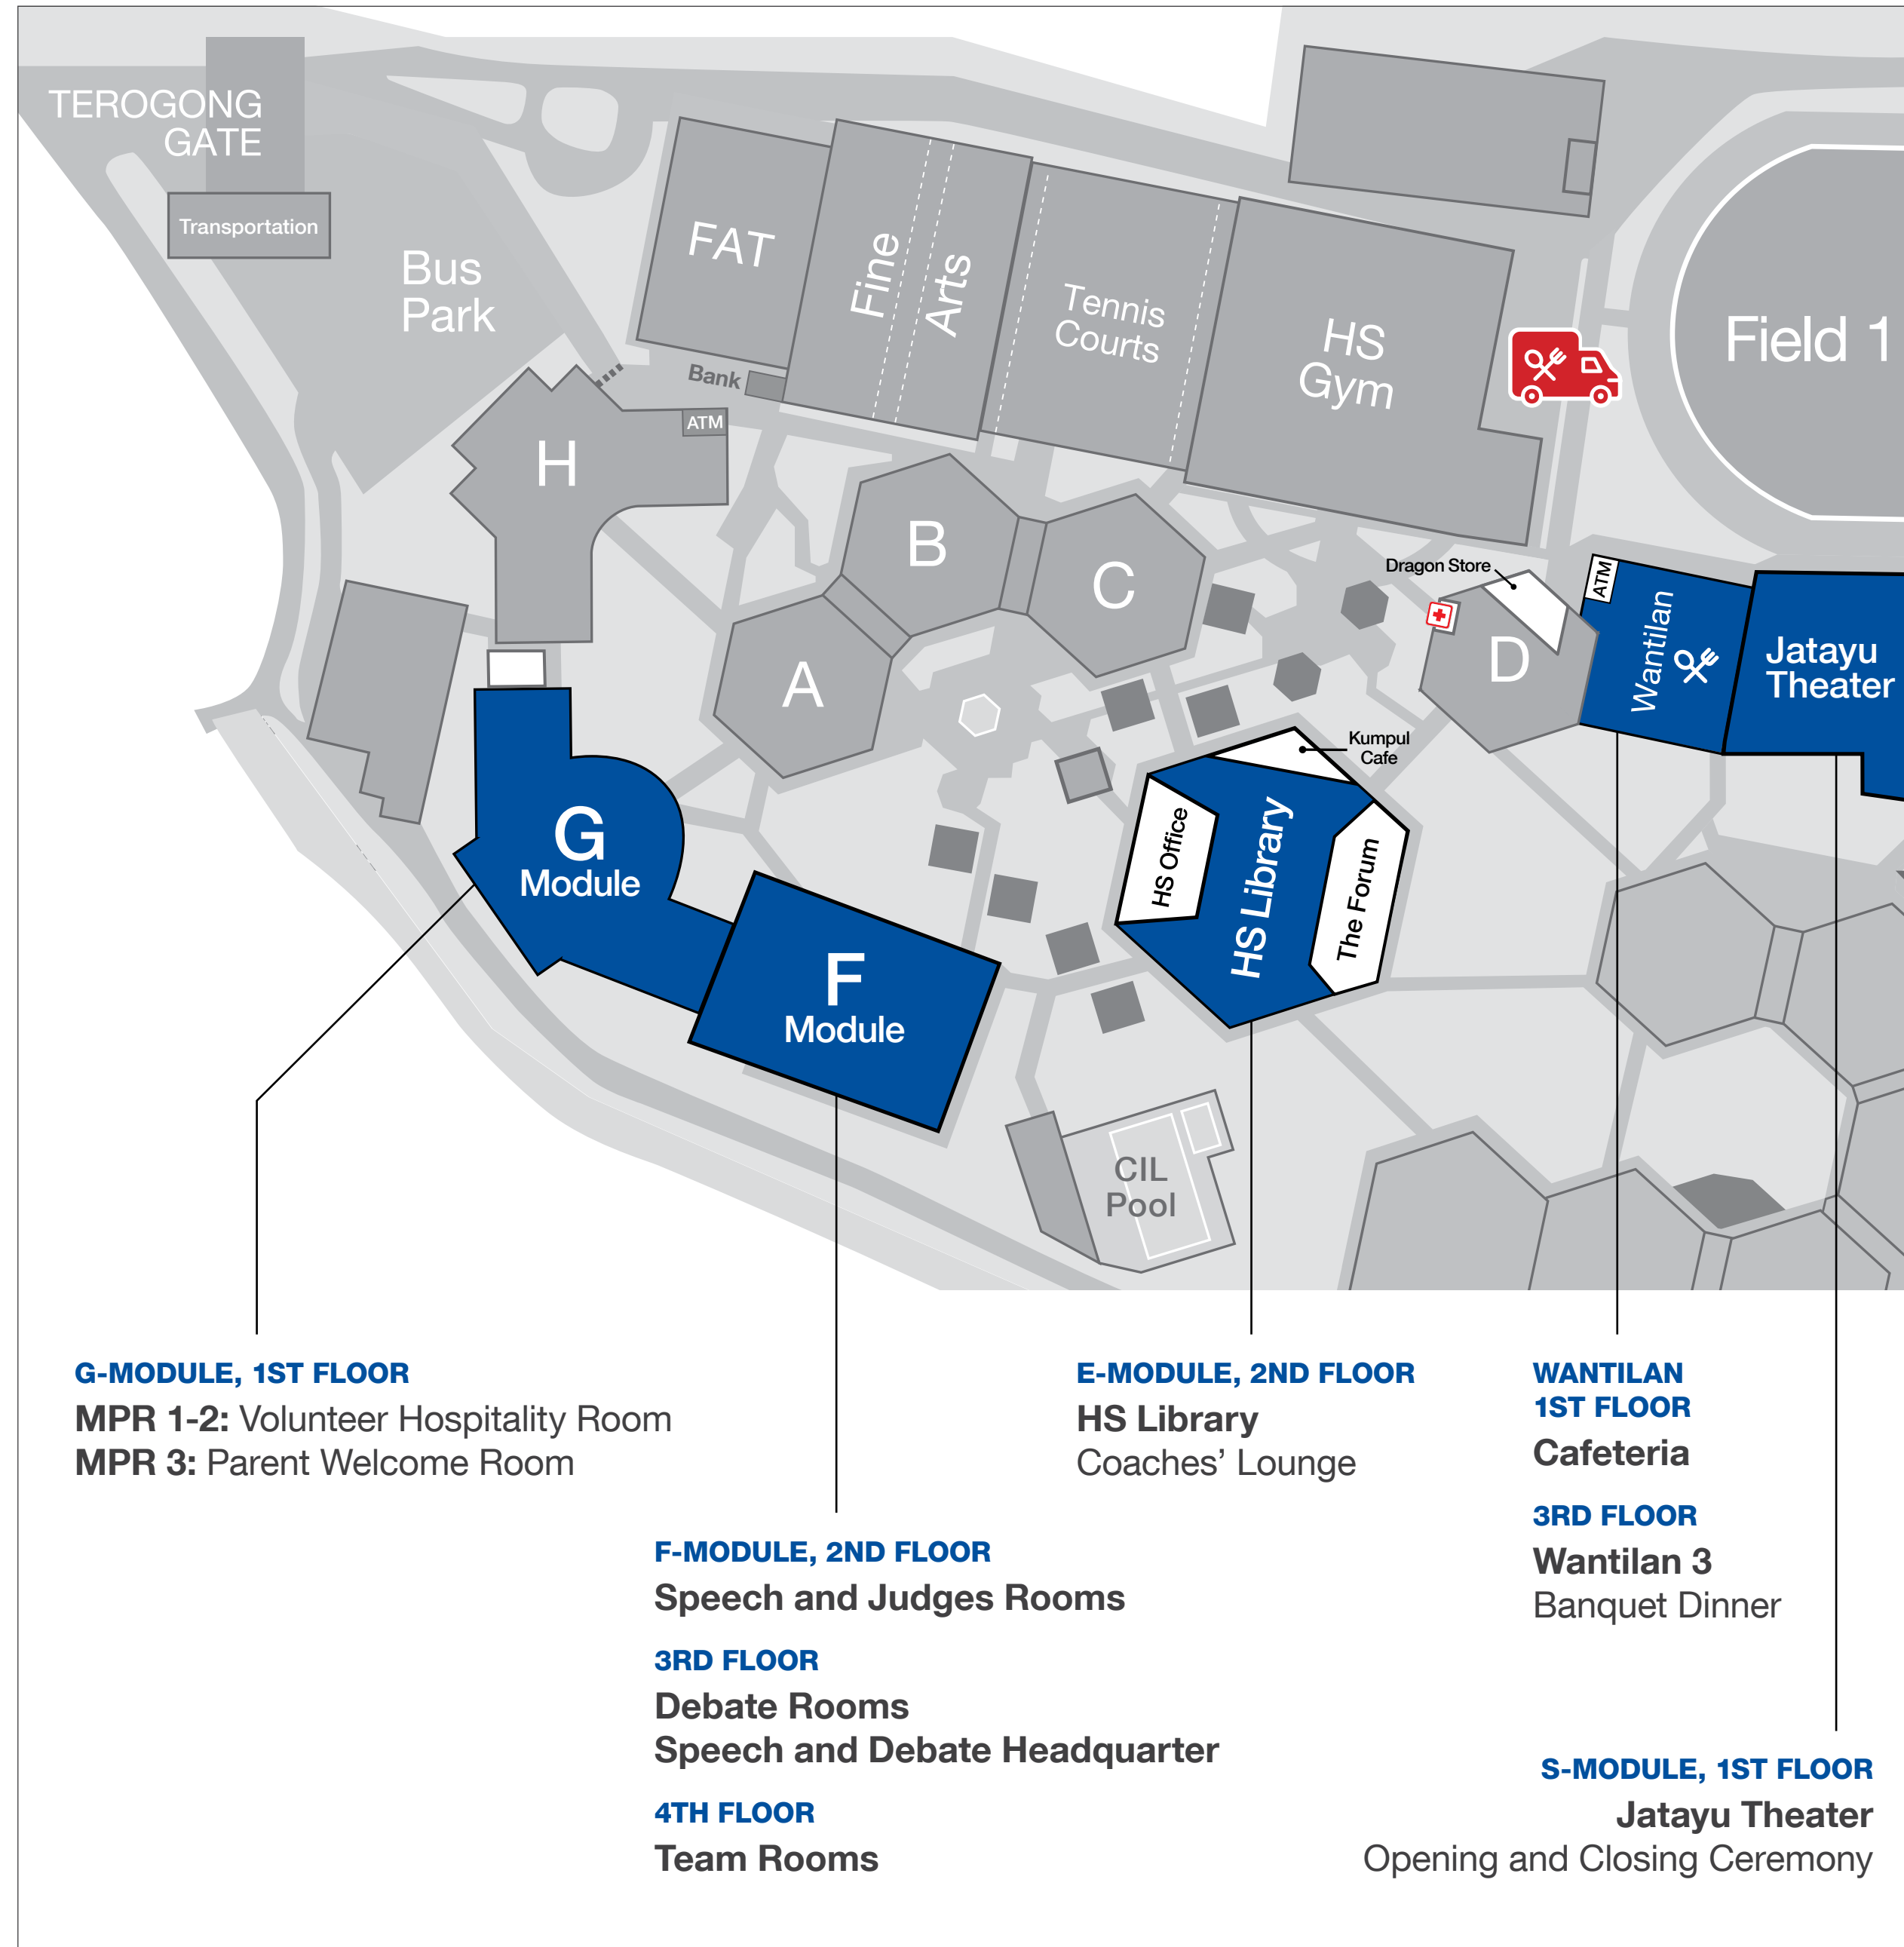 TEROGONG
GATE
Transportation
Bus
Park
FAT
Fine
Arts
Tennis
Courts
HS
Gym
Field 1
Bank
ATM
H
B
C
A
Dragon Store
D
ATM
Wantilan
Jatayu
Theater
Kumpul
Cafe
HS Office
HS Library
The Forum
G
Module
F
Module
CIL
Pool
G-MODULE, 1ST FLOOR
MPR 1-2: Volunteer Hospitality Room
MPR 3: Parent Welcome Room
F-MODULE, 2ND FLOOR
Speech and Judges Rooms
3RD FLOOR
Debate Rooms
Speech and Debate Headquarter
4TH FLOOR
Team Rooms
E-MODULE, 2ND FLOOR
HS Library
Coaches’ Lounge
WANTILAN
1ST FLOOR
Cafeteria
3RD FLOOR
Wantilan 3
Banquet Dinner
S-MODULE, 1ST FLOOR
Jatayu Theater
Opening and Closing Ceremony